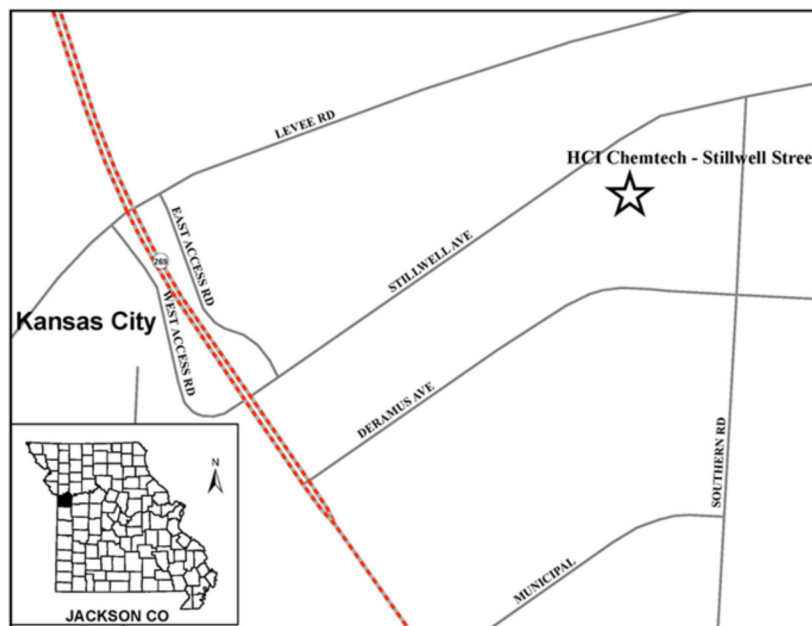 LEVEE RD
HCI Chemtech - Stillwell Stree
EAST ACCESS RD
STILLWELL AVE
269
WEST ACCESS RD
Kansas City
DERAMUS AVE
SOUTHERN RD
MUNICIPAL
N
JACKSON CO